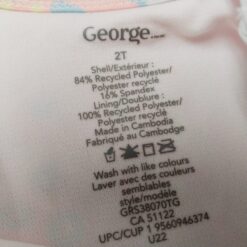 George
2T
Shell/Extérieur :
84% Recycled Polyester/
Polyester recyclé
16% Spandex
Lining/Doublure :
100% Recycled Polyester/
Polyester recyclé
Made in Cambodia
Fabriqué au Cambodge
Wash with like colours
Laver avec des couleurs
semblables
style/modèle
GRS38070TG
CA 51122
UPC/CUP 1 9560946374
U22